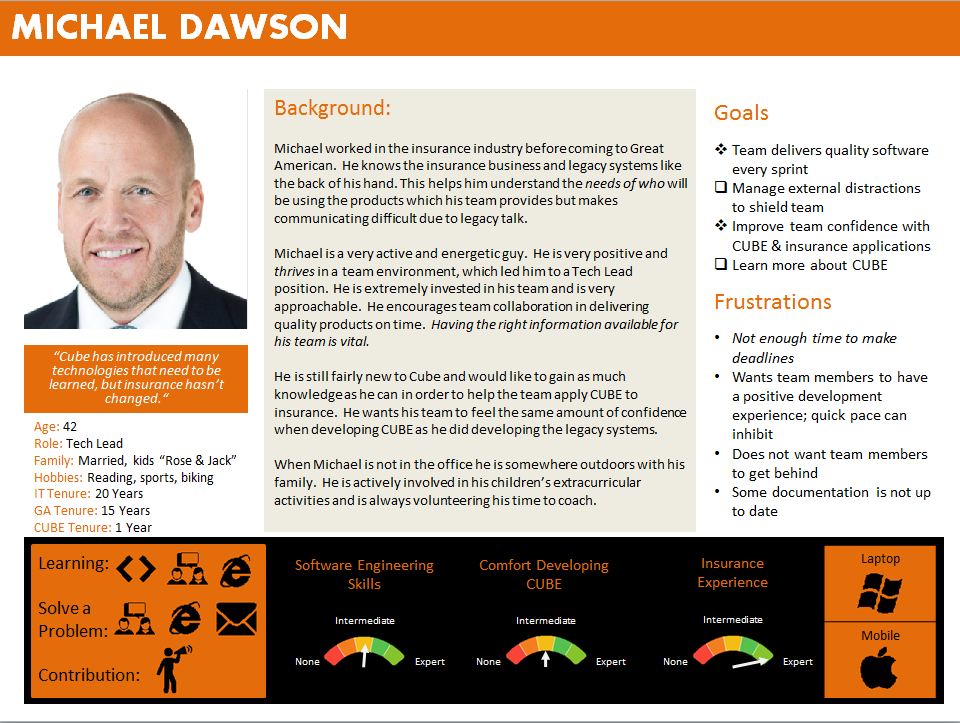 MICHAEL DAWSON
“Cube has introduced many
technologies that need to be
learned, but insurance hasn’t
changed.“
Age: 42
Role: Tech Lead
Family: Married, kids “Rose & Jack”
Hobbies: Reading, sports, biking
IT Tenure: 20 Years
GA Tenure: 15 Years
CUBE Tenure: 1 Year
Background:
Michael worked in the insurance industry before coming to Great
American. He knows the insurance business and legacy systems like
the back of his hand. This helps him understand the needs of who will
be using the products which his team provides but makes
communicating difficult due to legacy talk.
Michael is a very active and energetic guy. He is very positive and
thrives in a team environment, which led him to a Tech Lead
position. He is extremely invested in his team and is very
approachable. He encourages team collaboration in delivering
quality products on time. Having the right information available for
his team is vital.
He is still fairly new to Cube and would like to gain as much
knowledge as he can in order to help the team apply CUBE to
insurance. He wants his team to feel the same amount of confidence
when developing CUBE as he did developing the legacy systems.
When Michael is not in the office he is somewhere outdoors with his
family. He is actively involved in his children’s extracurricular
activities and is always volunteering his time to coach.
Goals
❖ Team delivers quality software
every sprint
❑ Manage external distractions
to shield team
❖ Improve team confidence with
CUBE & insurance applications
❑ Learn more about CUBE
Frustrations
• Not enough time to make
deadlines
• Wants team members to have
a positive development
experience; quick pace can
inhibit
• Does not want team members
to get behind
• Some documentation is not up
to date
Learning:
Solve a
Problem:
Contribution:
Software Engineering
Skills
Intermediate
None Expert
Comfort Developing
CUBE
Intermediate
None Expert
Insurance
Experience
Intermediate
None Expert
Laptop
Mobile